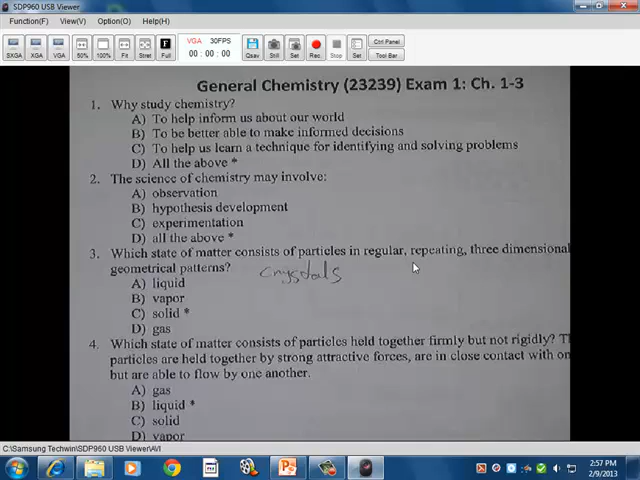 SDP960 USB Viewer
Function(F) View(V) Option(O) Help(H)
VGA 30FPS
00 : 00 : 00
SXGA XGA VGA 50% 100% Fit Stret Full Qsav Still Set Rec Stop Set Ctrl Panel Tool Bar
General Chemistry (23239) Exam 1: Ch. 1-3
1. Why study chemistry?
A) To help inform us about our world
B) To be better able to make informed decisions
C) To help us learn a technique for identifying and solving problems
D) All the above *
2. The science of chemistry may involve:
A) observation
B) hypothesis development
C) experimentation
D) all the above *
3. Which state of matter consists of particles in regular, repeating, three dimensional
geometrical patterns? crystals
A) liquid
B) vapor
C) solid *
D) gas
4. Which state of matter consists of particles held together firmly but not rigidly? T
particles are held together by strong attractive forces, are in close contact with on
but are able to flow by one another.
A) gas
B) liquid *
C) solid
D) vapor
C:\Samsung Techwin\SDP960 USB Viewer\AVI
2:57 PM
2/9/2013